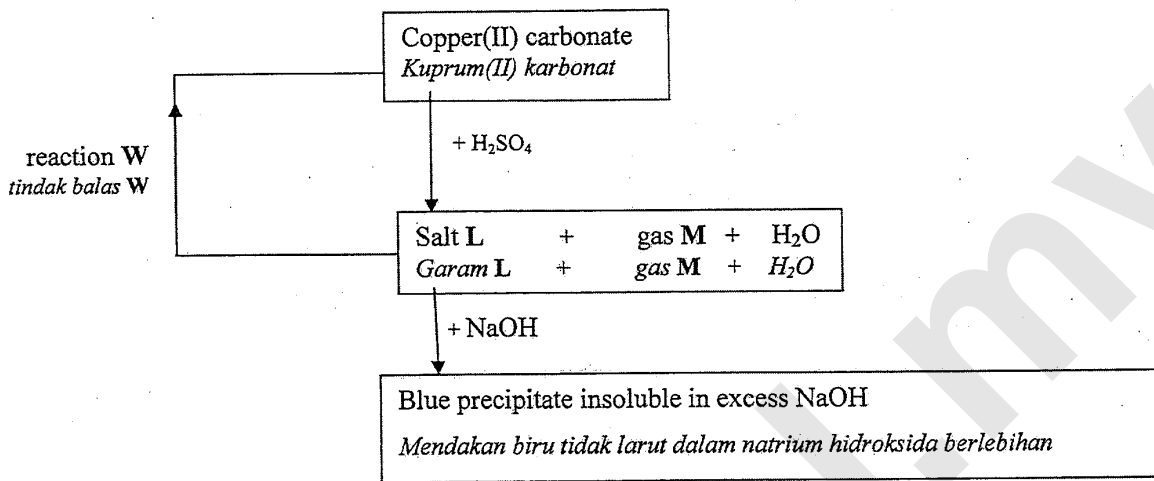 Copper(II) carbonate
Kuprum(II) karbonat
+ H₂SO₄
reaction W
tindak balas W
Salt L + gas M + H₂O
Garam L + gas M + H₂O
+ NaOH
Blue precipitate insoluble in excess NaOH
Mendakan biru tidak larut dalam natrium hidroksida berlebihan